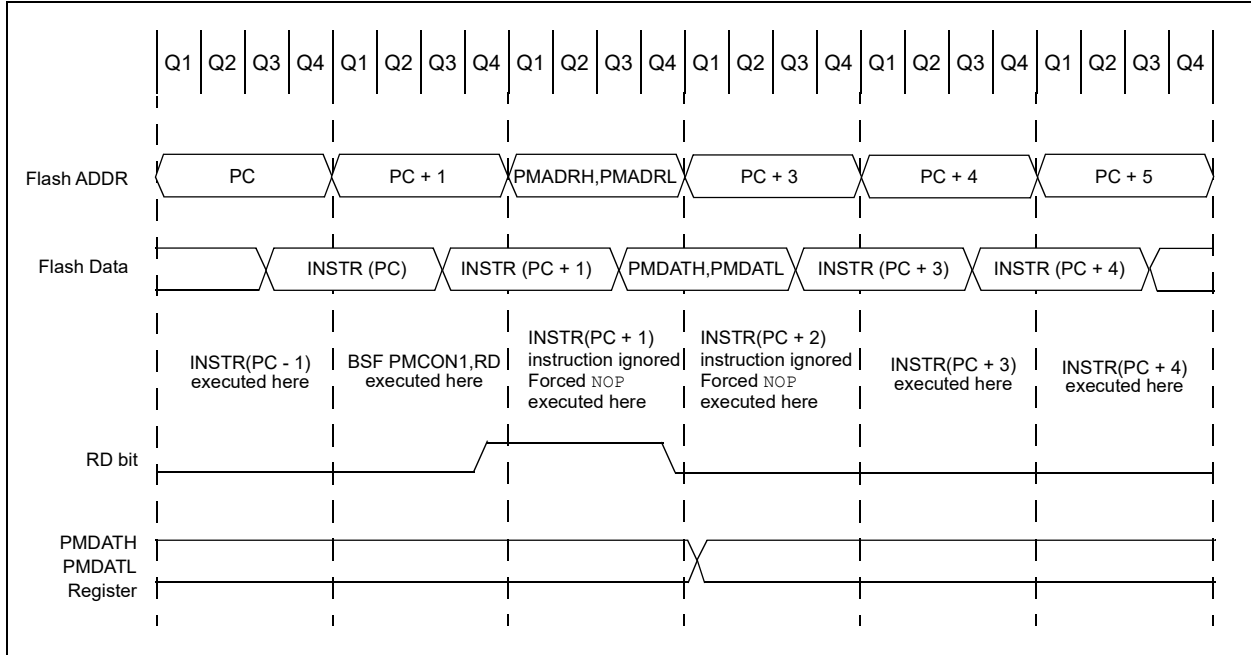 Q1 Q2 Q3 Q4 Q1 Q2 Q3 Q4 Q1 Q2 Q3 Q4 Q1 Q2 Q3 Q4 Q1 Q2 Q3 Q4 Q1 Q2 Q3 Q4
Flash ADDR PC PC + 1 PMADRH,PMADRL PC + 3 PC + 4 PC + 5
Flash Data INSTR (PC) INSTR (PC + 1) PMDATH,PMDATL INSTR (PC + 3) INSTR (PC + 4)
INSTR(PC - 1)
executed here
BSF PMCON1,RD
executed here
INSTR(PC + 1)
instruction ignored
Forced NOP
executed here
INSTR(PC + 2)
instruction ignored
Forced NOP
executed here
INSTR(PC + 3)
executed here
INSTR(PC + 4)
executed here
RD bit
PMDATH
PMDATL
Register